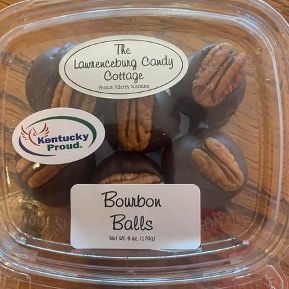 The
Lawrenceburg Candy
Cottage
Peanut Allergy Warning
Kentucky
Proud.
Bourbon
Balls
Net Wt. 6 oz. (170g)